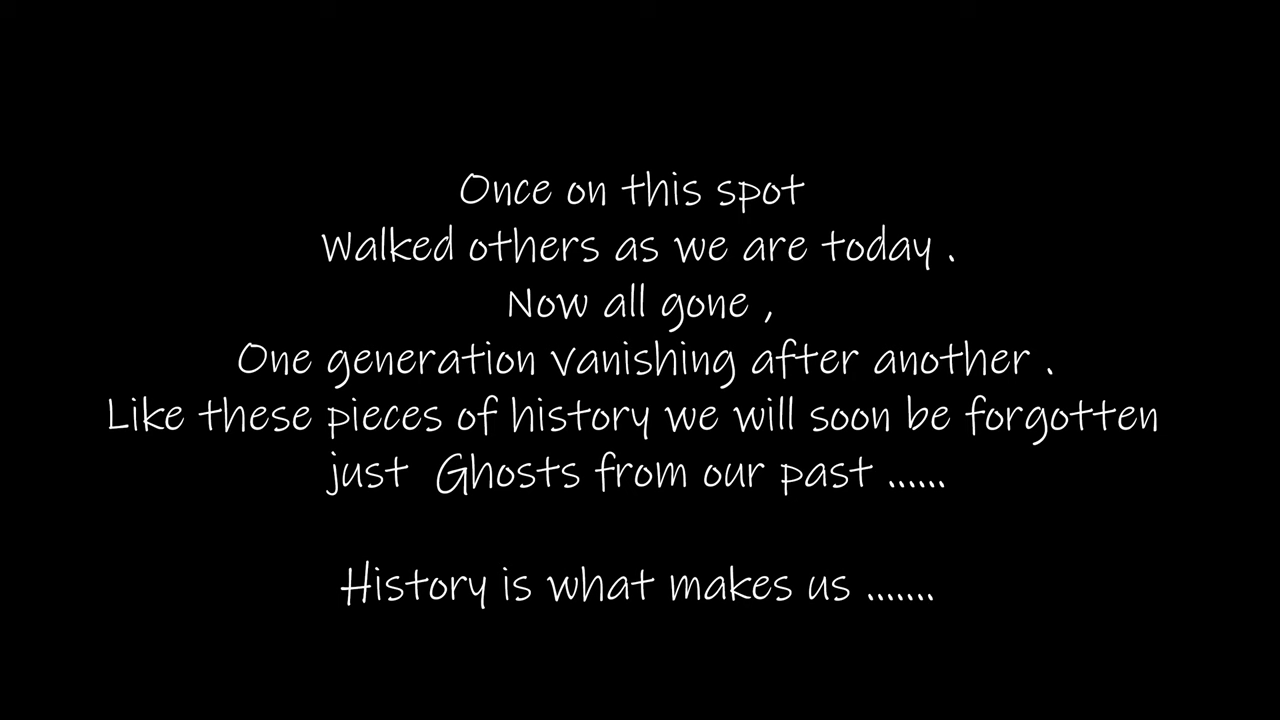 Once on this spot
Walked others as we are today .
Now all gone ,
One generation vanishing after another .
Like these pieces of history we will soon be forgotten
just  Ghosts from our past ......
History is what makes us .......